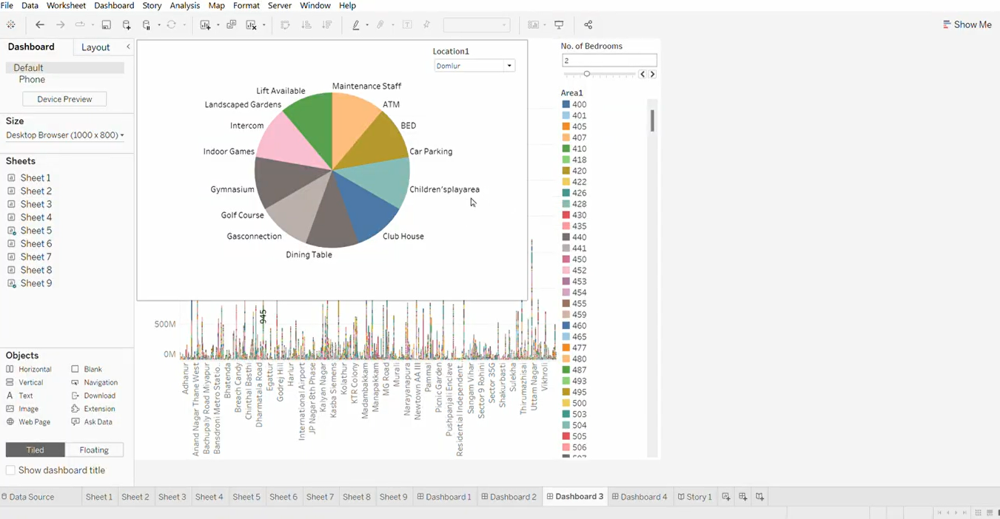 File Data Worksheet Dashboard Story Analysis Map Format Server Window Help
Show Me
Dashboard
Layout
Default
Phone
Device Preview
Size
Desktop Browser (1000 x 800)
Sheets
Sheet 1
Sheet 2
Sheet 3
Sheet 4
Sheet 5
Sheet 6
Sheet 7
Sheet 8
Sheet 9
Objects
Horizontal Blank
Vertical Navigation
Text Download
Image Extension
Web Page Ask Data
Tiled Floating
Show dashboard title
Location1
Domlur
Maintenance Staff
Lift Available
ATM
Landscaped Gardens
BED
Intercom
Indoor Games
Car Parking
Gymnasium
Children'splayarea
Golf Course
Gasconnection
Club House
Dining Table
945
500M
0M
Adhanur
Anand Nagar Thane West
Bachupaly Road Miyapur
Bansdroni Metro Statio..
Bhatenda
Breach Candy
Chinthal Basthi
Dharmatala Road
Egattur
Godrej Hill
Harlur
International Airport
JP Nagar 8th Phase
Kalyan Nagar
Kasba Siemens
Kolathur
KTR Colony
Madambakkam
Manapakkam
MG Road
Murali
Narayanapura
Newtown AA III
Pammal
Picnic Garden
Pushpanjali Enclave
Residential Independent..
Sangam Vihar
Sector 9 Rohini
Sector 35G
Shakurbasti
Sulekha
Thirumazhisai
Uttam Nagar
Vikhroli
No. of Bedrooms
2
Area1
400
401
405
407
410
418
420
422
426
428
430
435
440
441
450
452
453
454
455
459
460
465
477
480
487
493
495
500
503
504
505
506
Data Source Sheet 1 Sheet 2 Sheet 3 Sheet 4 Sheet 5 Sheet 6 Sheet 7 Sheet 8 Sheet 9 Dashboard 1 Dashboard 2 Dashboard 3 Dashboard 4 Story 1